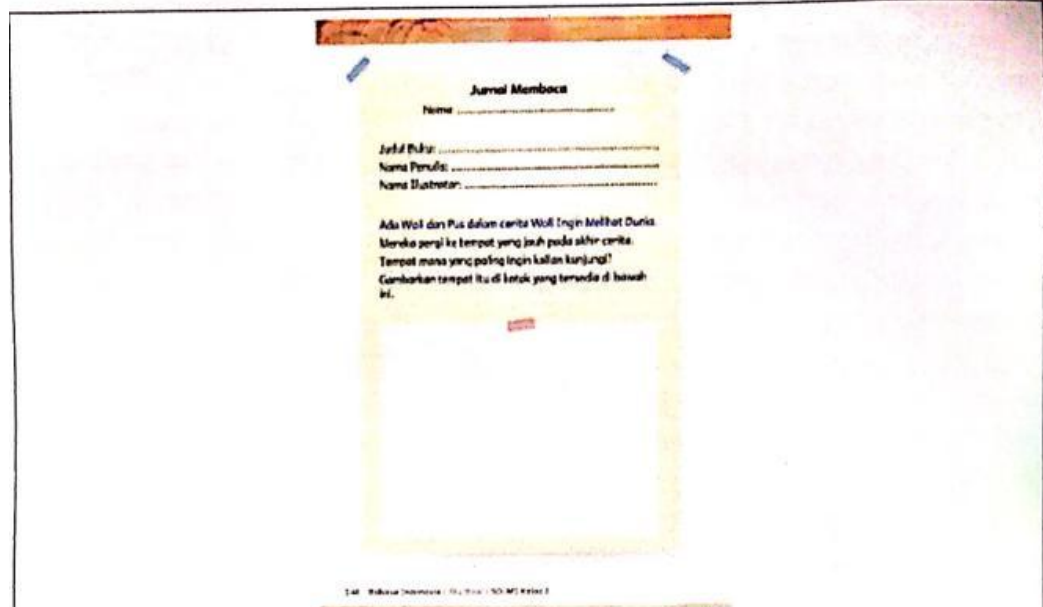 Jurnal Membaca
Nama
Judul Buku:
Nama Penulis:
Nama Ilustrator:
Ada Woli dan Pus dalam cerita Woli Ingin Melihat Dunia.
Mereka pergi ke tempat yang jauh pada akhir cerita.
Tempat mana yang paling ingin kalian kunjungi?
Gambarkan tempat itu di kotak yang tersedia di bawah
ini.
Bahasa Indonesia SD/MI Kelas I